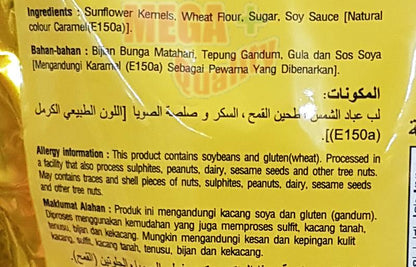 Ingredients : Sunflower Kernels, Wheat Flour, Sugar, Soy Sauce [Natural
colour Caramel(E150a)].
Bahan-bahan : Bijian Bunga Matahari, Tepung Gandum, Gula dan Sos Soya
[Mengandungi Karamal (E150a) Sebagai Pewarna Yang Dibenarkan].
المكونات:
لب عباد الشمس، طحين القمح، السكر و صلصة الصويا [اللون الطبيعي الكرمل
(E150a)].
Allergy information : This product contains soybeans and gluten(wheat). Processed in
a facility that also process sulphites, peanuts, dairy, sesame seeds and other tree nuts.
May contains traces and shell pieces of nuts, sulphites, peanuts, dairy, sesame seeds
and other tree nuts.
Maklumat Alahan : Produk ini mengandungi kacang soya dan gluten (gandum).
Diproses menggunakan kemudahan yang juga memproses sulfit, kacang tanah,
tenusu, bijan dan kekacang. Mungkin mengandungi kesan dan kepingan kulit
kacang, sulfit, kacang tanah, tenusu, bijan dan kekacang.